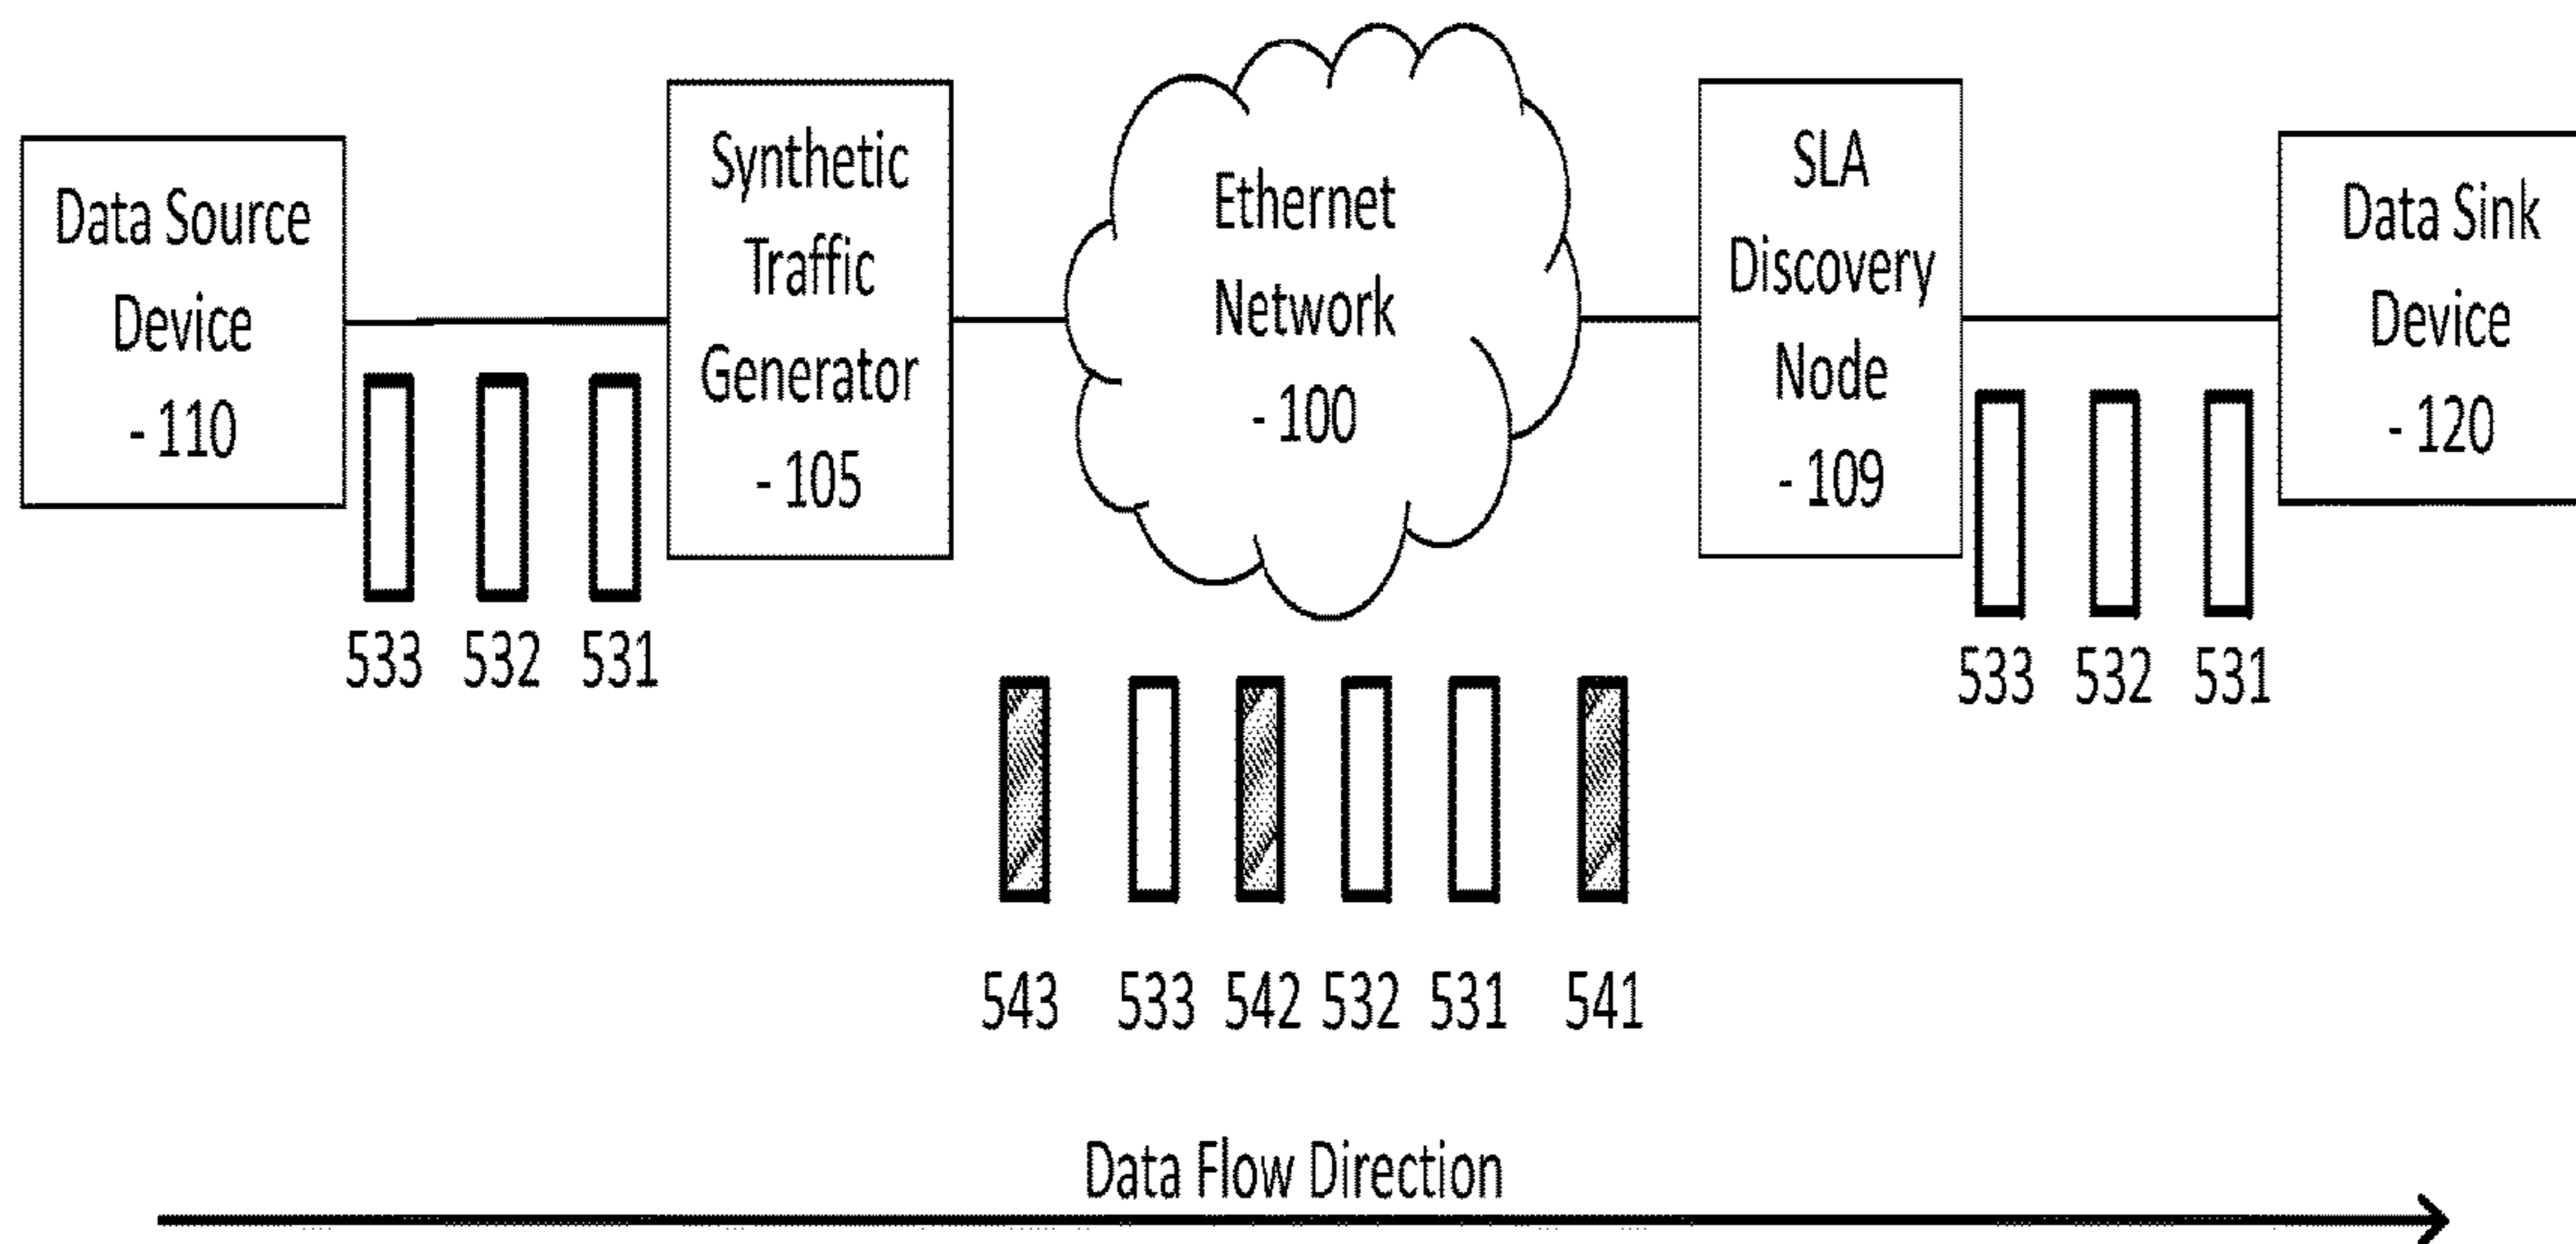 Data Source
Device
- 110
Synthetic
Traffic
Generator
- 105
Ethernet
Network
- 100
SLA
Discovery
Node
- 109
Data Sink
Device
- 120
533 532 531
533 532 531
543 533 542 532 531 541
Data Flow Direction